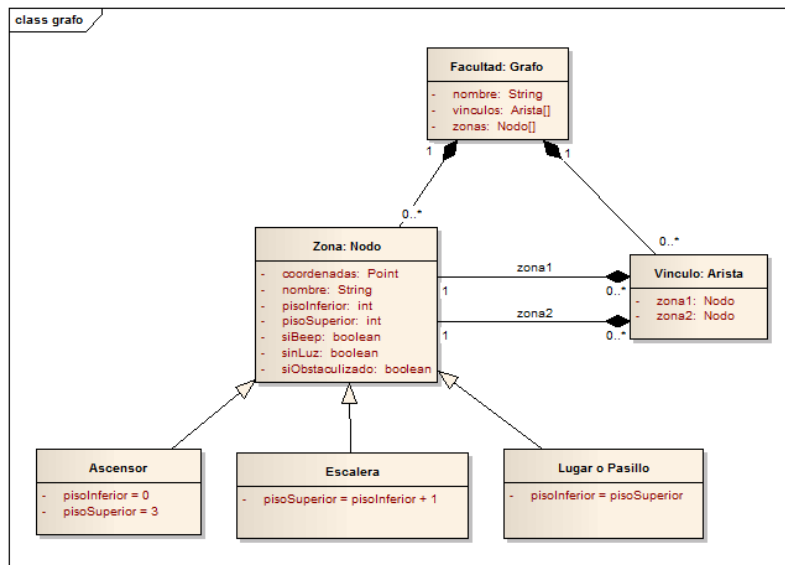 class grafo
Facultad: Grafo
- nombre: String
- vinculos: Arista[]
- zonas: Nodo[]
1
1
0..*
0..*
Zona: Nodo
- coordenadas: Point
- nombre: String
- pisoInferior: int
- pisoSuperior: int
- siBeep: boolean
- sinLuz: boolean
- siObstaculizado: boolean
zona1
1
0..*
zona2
1
0..*
Vinculo: Arista
- zona1: Nodo
- zona2: Nodo
Ascensor
- pisoInferior = 0
- pisoSuperior = 3
Escalera
- pisoSuperior = pisoInferior + 1
Lugar o Pasillo
- pisoInferior = pisoSuperior